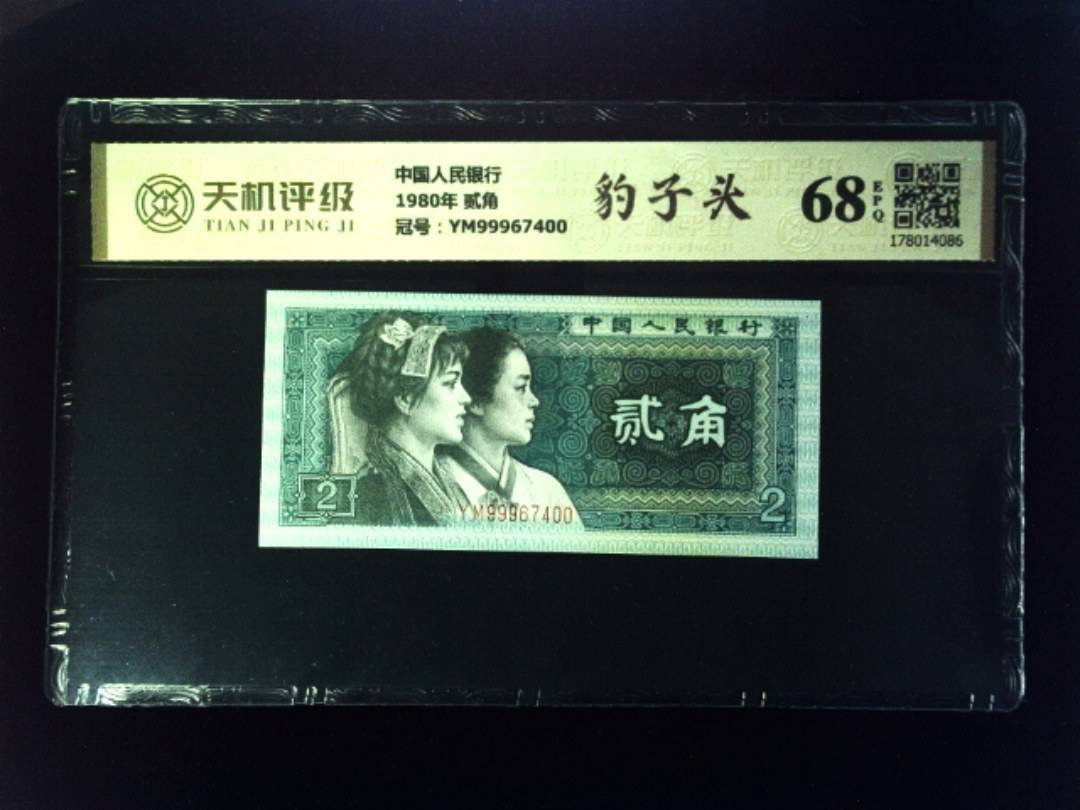 天机评级
TIAN JI PING JI
中国人民银行
1980年 贰角
冠号：YM99967400
豹子头
68
EPQ
178014086
中国人民银行
贰角
2
YM99967400
2